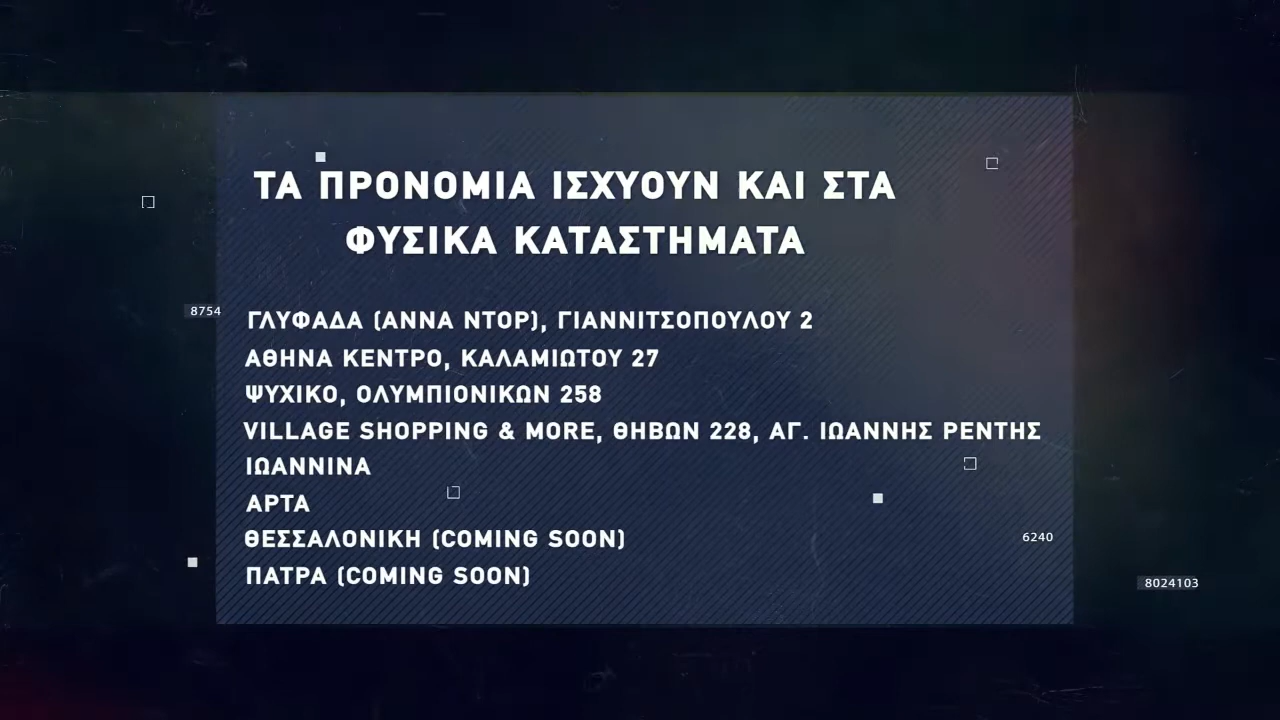 ΤΑ ΠΡΟΝΟΜΙΑ ΙΣΧΥΟΥΝ ΚΑΙ ΣΤΑ
ΦΥΣΙΚΑ ΚΑΤΑΣΤΗΜΑΤΑ
8754
ΓΛΥΦΑΔΑ (ΑΝΝΑ ΝΤΟΡ), ΓΙΑΝΝΙΤΣΟΠΟΥΛΟΥ 2
ΑΘΗΝΑ ΚΕΝΤΡΟ, ΚΑΛΑΜΙΩΤΟΥ 27
ΨΥΧΙΚΟ, ΟΛΥΜΠΙΟΝΙΚΩΝ 258
VILLAGE SHOPPING & MORE, ΘΗΒΩΝ 228, ΑΓ. ΙΩΑΝΝΗΣ ΡΕΝΤΗΣ
ΙΩΑΝΝΙΝΑ
ΑΡΤΑ
ΘΕΣΣΑΛΟΝΙΚΗ (COMING SOON)
6240
ΠΑΤΡΑ (COMING SOON)
8024103